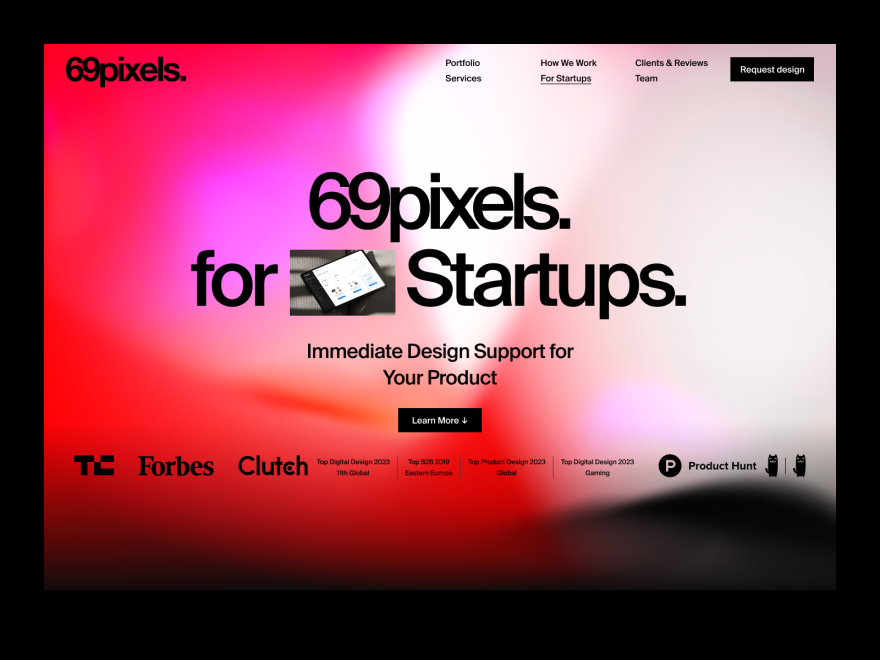 69pixels.
Portfolio
How We Work
Clients & Reviews
Services
For Startups
Team
Request design
69pixels.
for Startups.
Immediate Design Support for
Your Product
Learn More ↓
TC
Forbes
Clutch
Top Digital Design 2023
11th Global
Top B2B 2019
Eastern Europe
Top Product Design 2023
Global
Top Digital Design 2023
Gaming
P Product Hunt